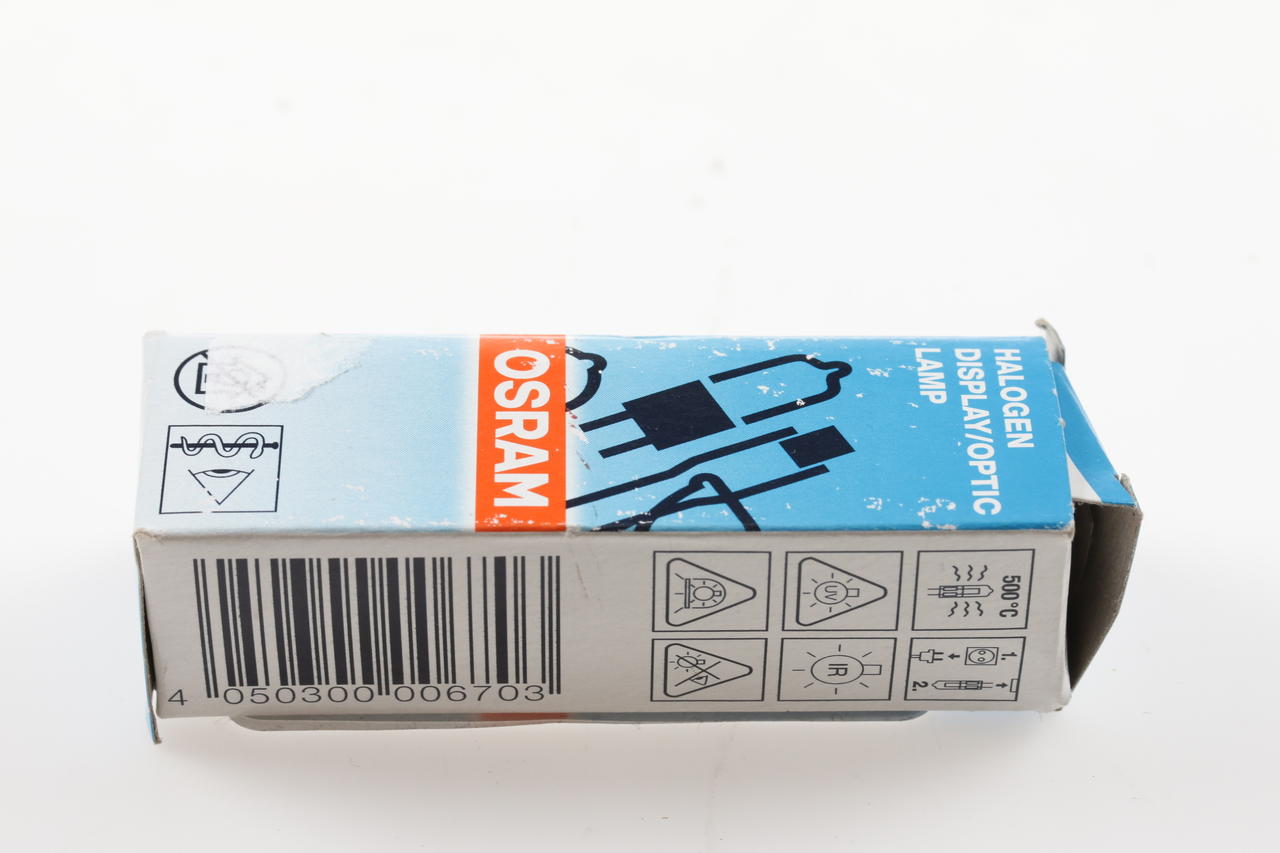 OSRAM
HALOGEN
DISPLAY/OPTIC
LAMP
4 050300 006703
UV
500°C
IR
1.
2.